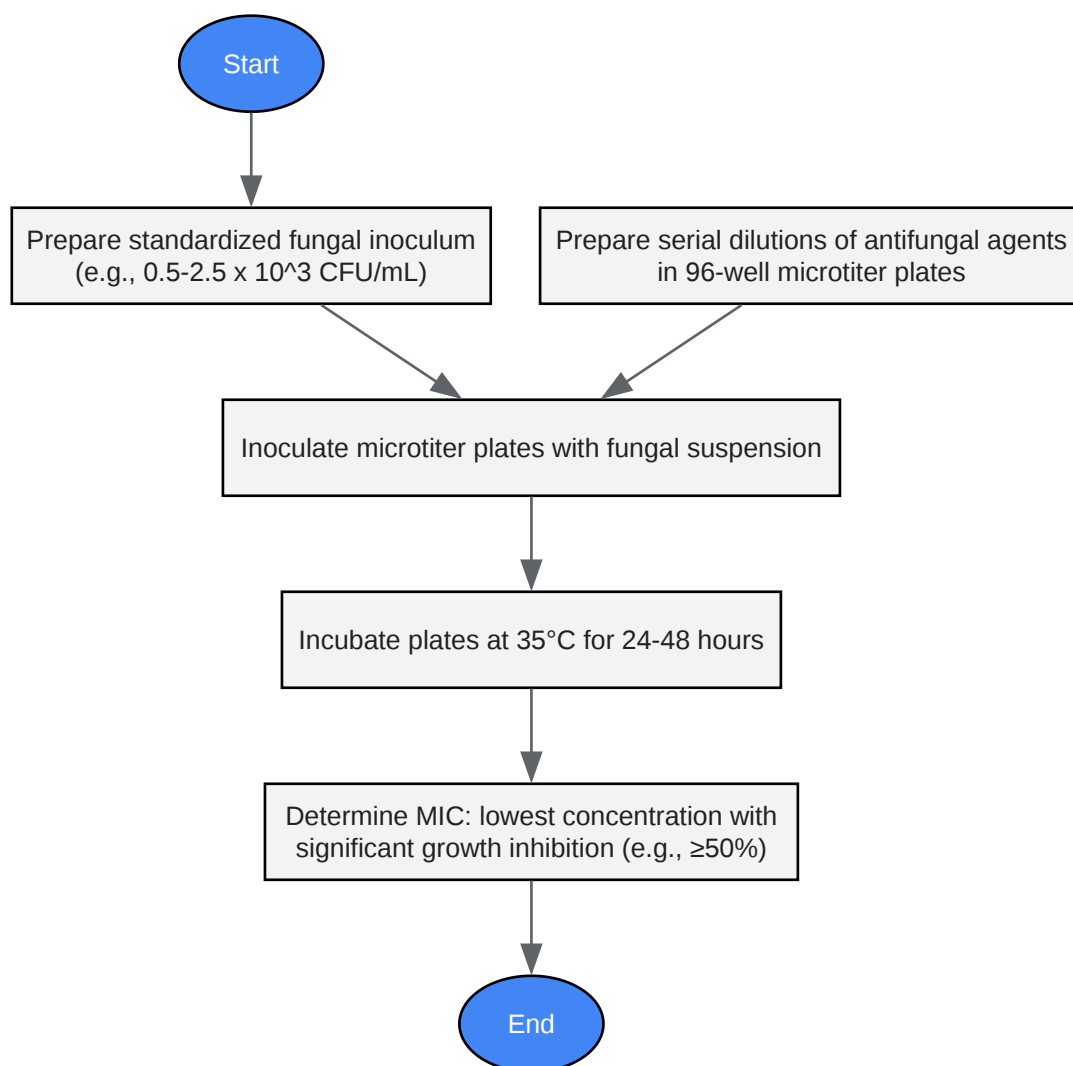 Start
Prepare standardized fungal inoculum
(e.g., 0.5-2.5 x 10^3 CFU/mL)
Prepare serial dilutions of antifungal agents
in 96-well microtiter plates
Inoculate microtiter plates with fungal suspension
Incubate plates at 35°C for 24-48 hours
Determine MIC: lowest concentration with
significant growth inhibition (e.g., ≥50%)
End